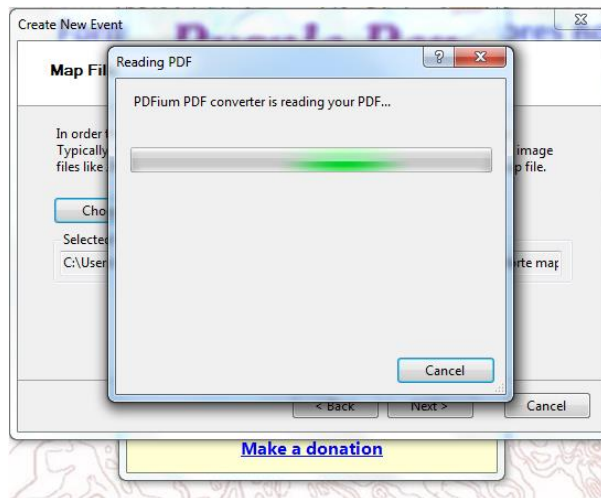 Create New Event
Reading PDF
Map Fil
PDFium PDF converter is reading your PDF...
In order
Typically
image
files like
p file.
Cho
Selected
C:\User
rte map
Cancel
< Back
Next >
Cancel
Make a donation